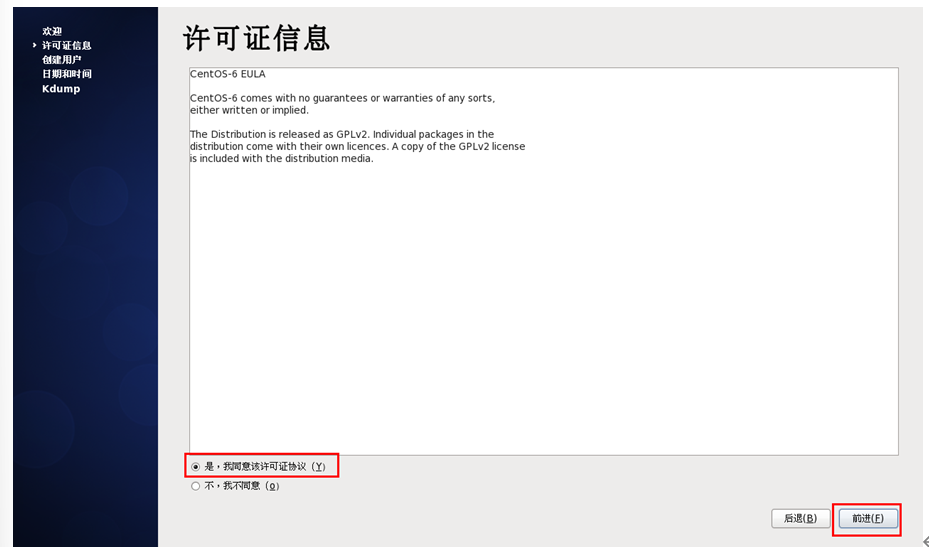 欢迎
许可证信息
创建用户
日期和时间
Kdump
许可证信息
CentOS-6 EULA
CentOS-6 comes with no guarantees or warranties of any sorts,
either written or implied.
The Distribution is released as GPLv2. Individual packages in the
distribution come with their own licences. A copy of the GPLv2 license
is included with the distribution media.
是，我同意该许可证协议（Y）
不，我不同意（o）
后退(B)
前进(F)